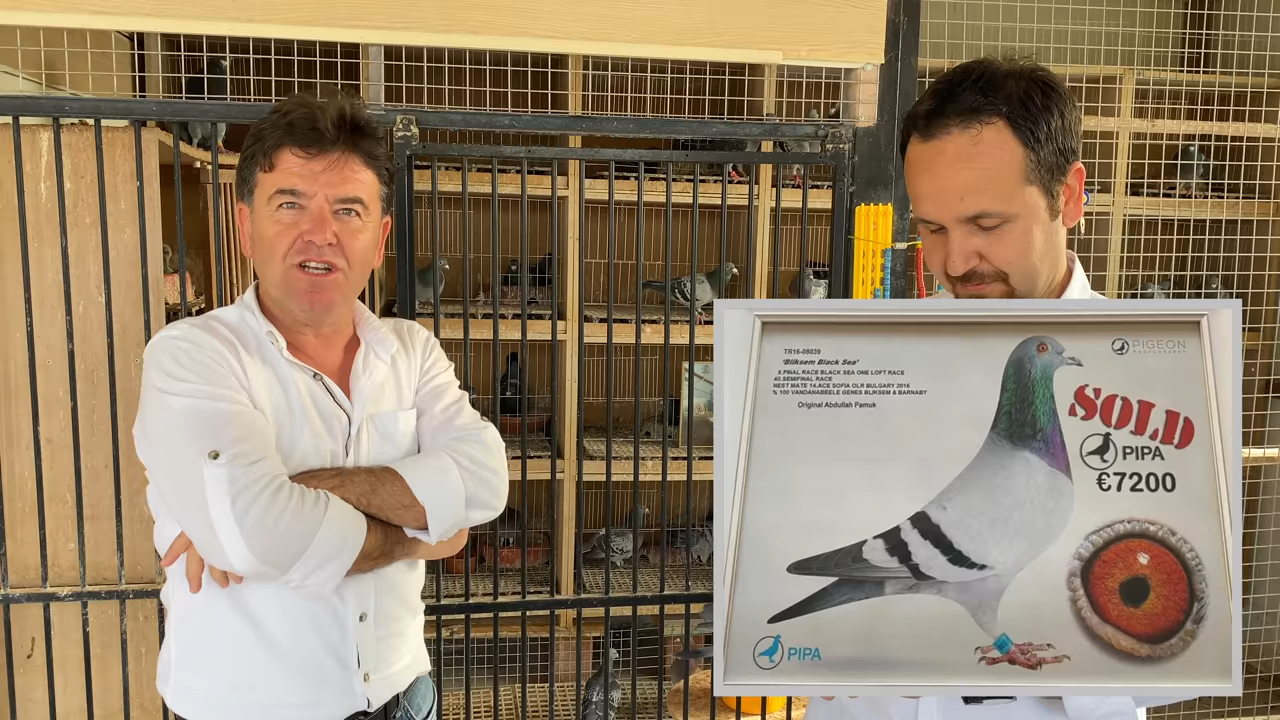 TR16-08039
'Bliksem Black Sea'
8.FINAL RACE BLACK SEA ONE LOFT RACE
40.SEMIFINAL RACE
NEST MATE 14.ACE SOFIA OLR BULGARY 2016
% 100 VANDANABEELE GENES BLIKSEM & BARNABY
Original Abdullah Pamuk
PIGEON
SOLD
PIPA
€7200
PIPA